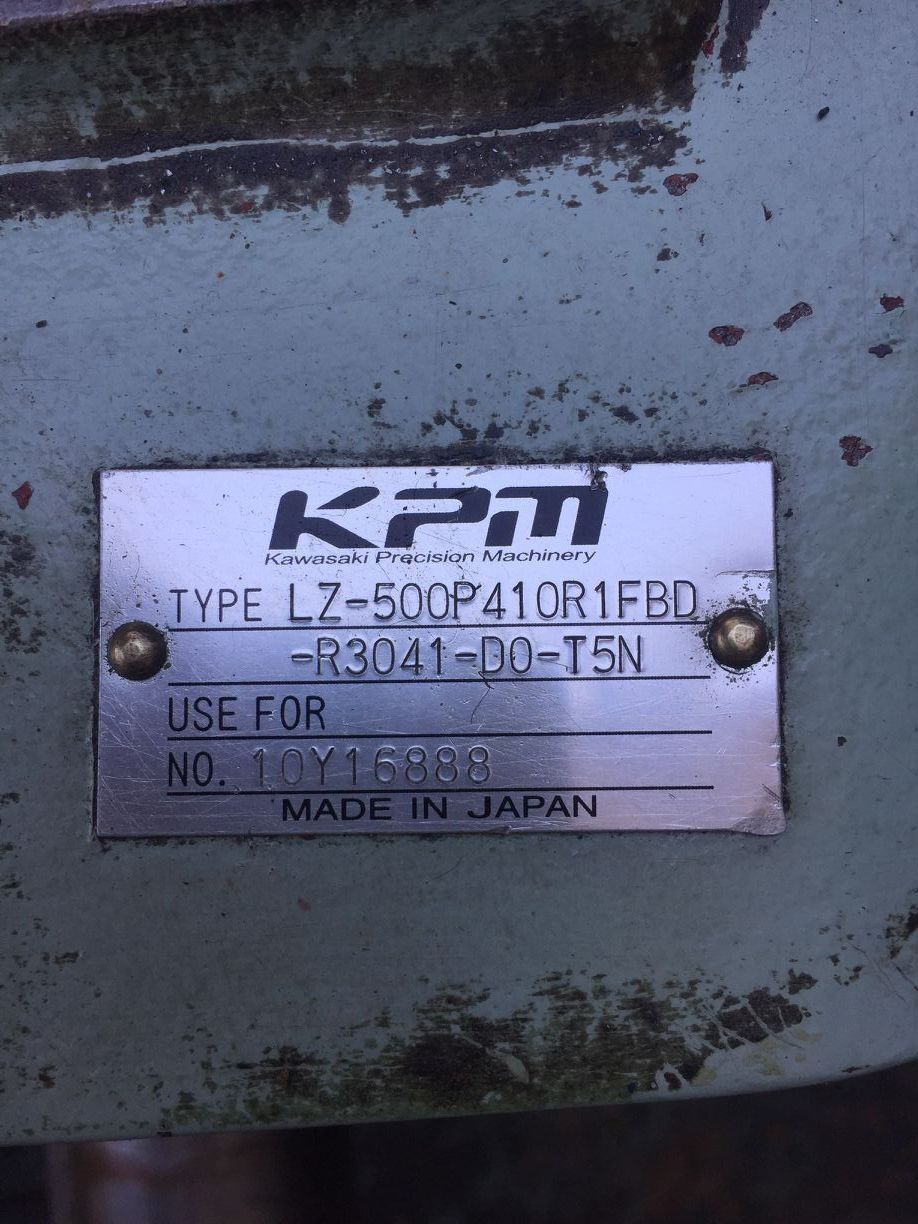 KPM
Kawasaki Precision Machinery
TYPE LZ-500P410R1FBD
-R3041-D0-T5N
USE FOR
NO. 10Y16888
MADE IN JAPAN